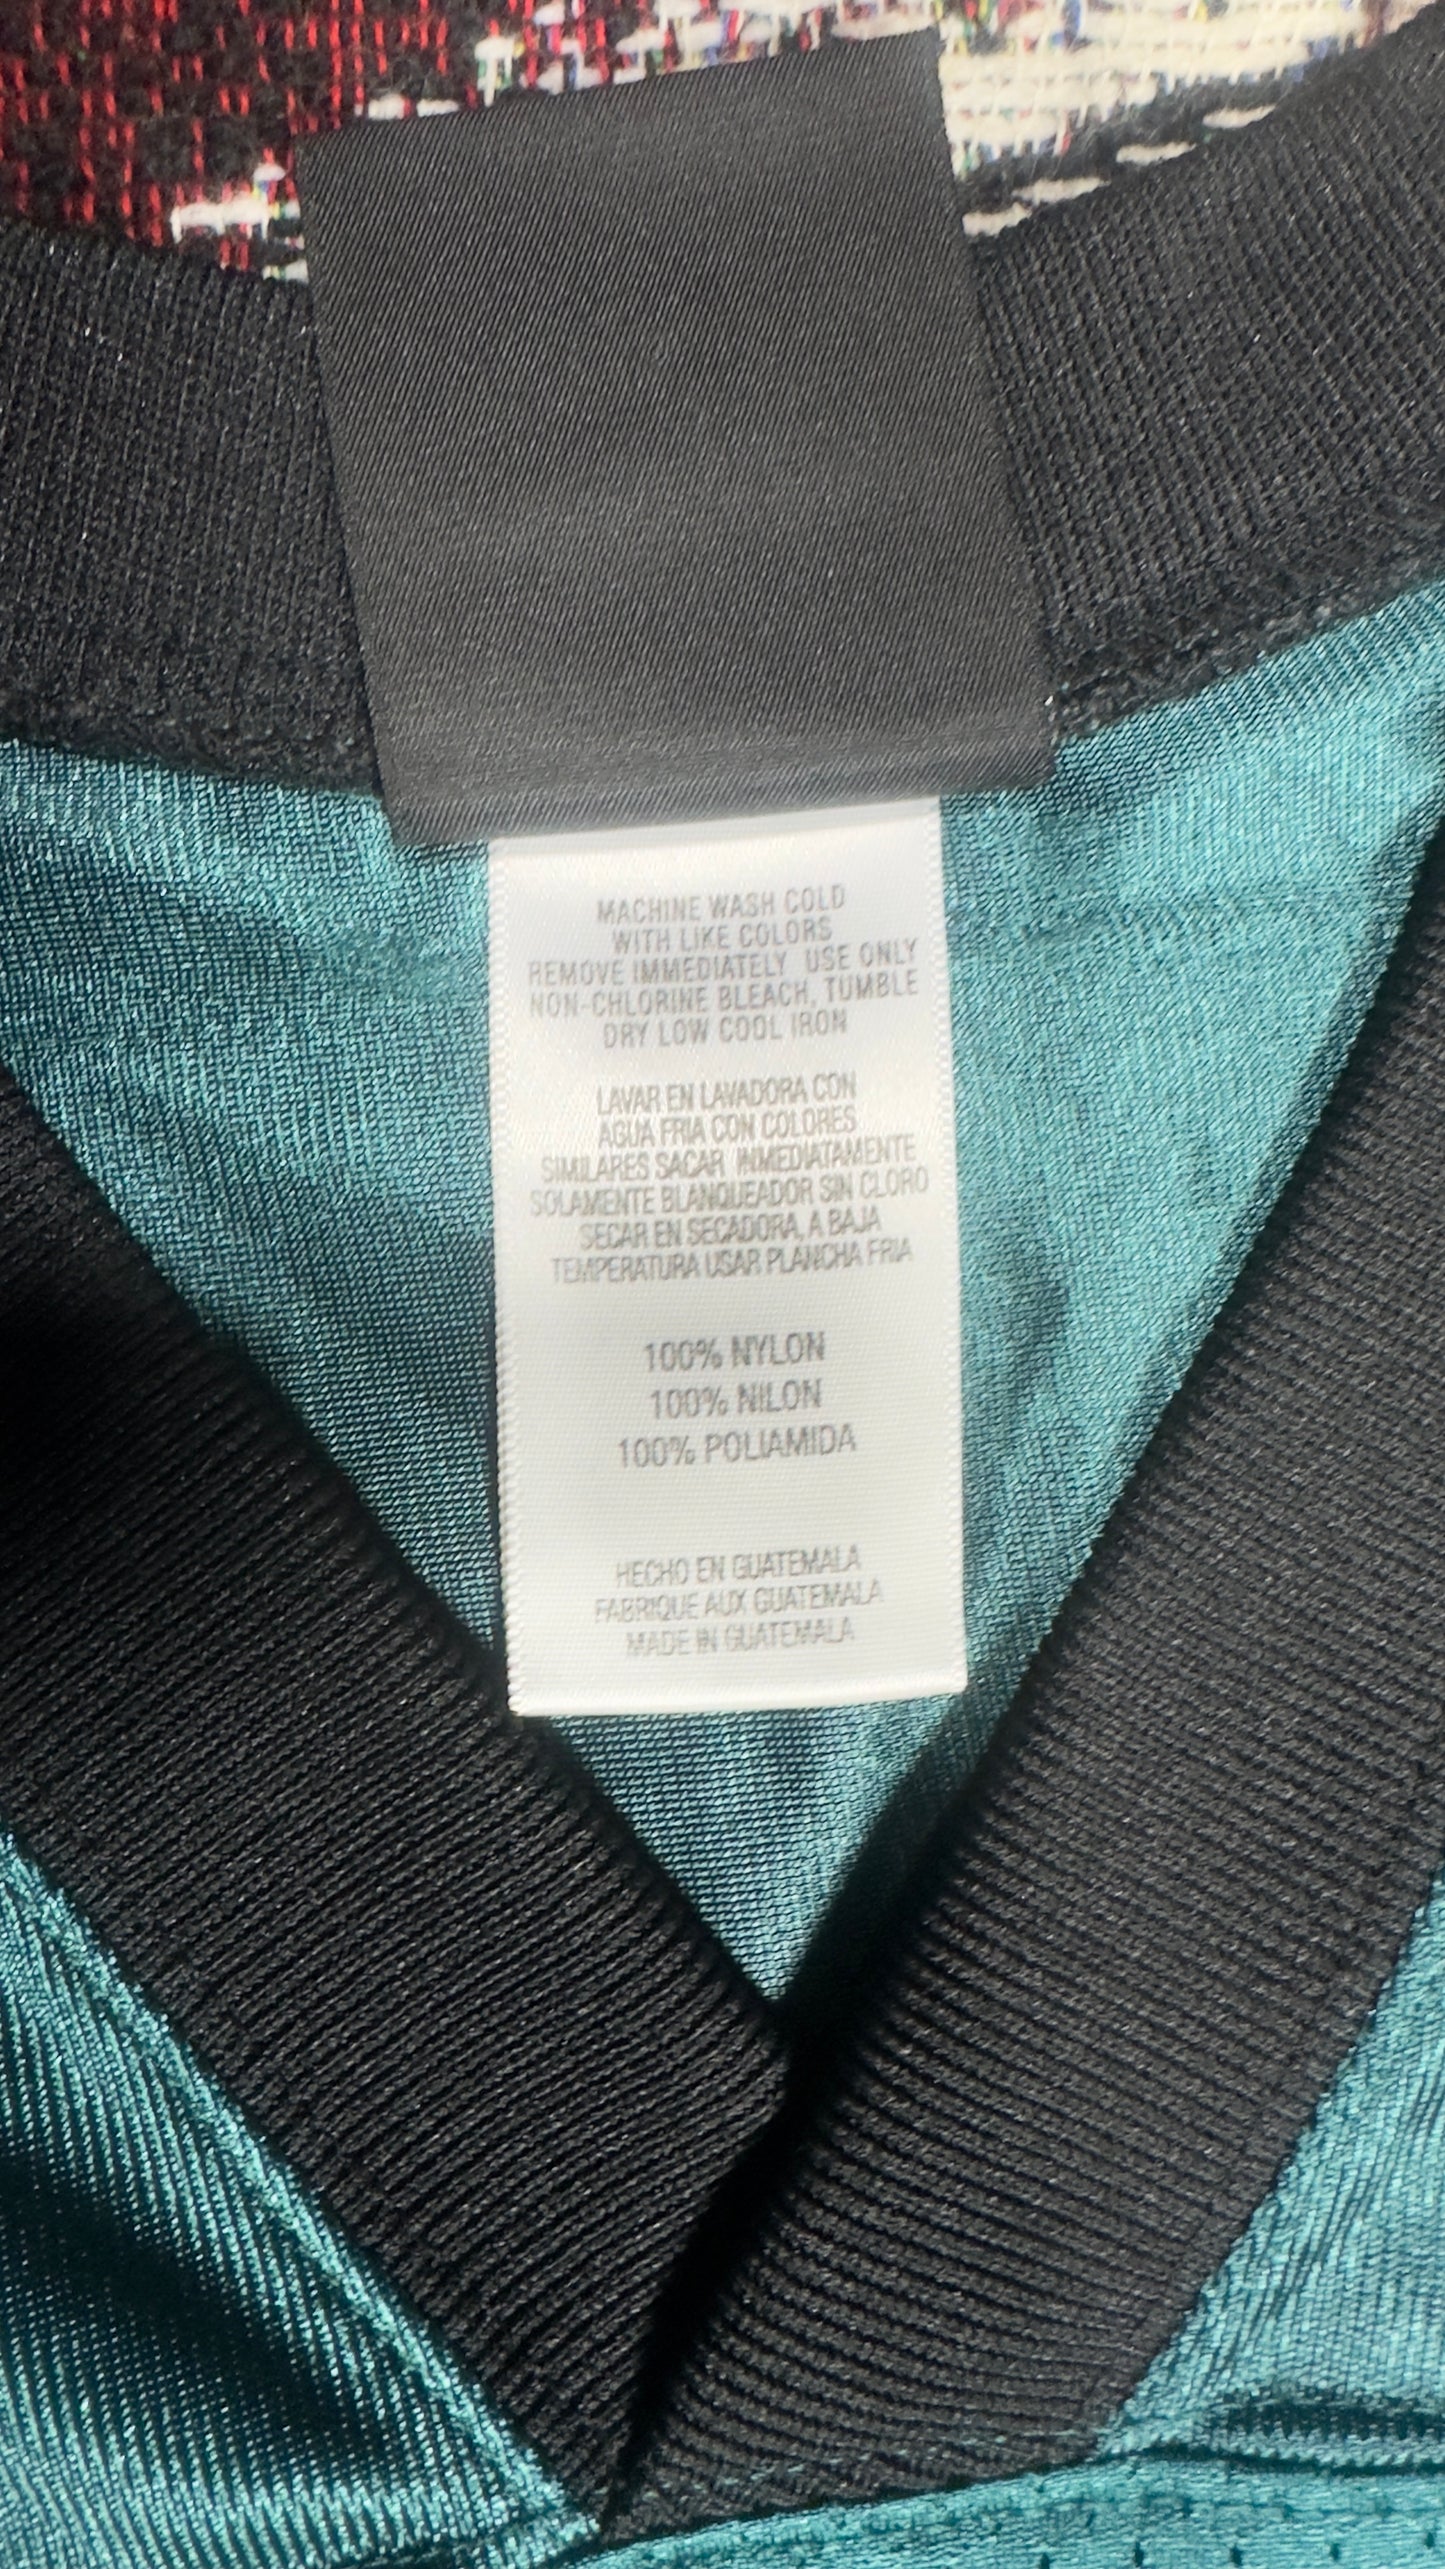 MACHINE WASH COLD
WITH LIKE COLORS
REMOVE IMMEDIATELY USE ONLY
NON-CHLORINE BLEACH, TUMBLE
DRY LOW COOL IRON
LAVAR EN LAVADORA CON
AGUA FRIA CON COLORES
SIMILARES SACAR INMEDIATAMENTE
SOLAMENTE BLANQUEADOR SIN CLORO
SECAR EN SECADORA, A BAJA
TEMPERATURA USAR PLANCHA FRIA
100% NYLON
100% NILON
100% POLIAMIDA
HECHO EN GUATEMALA
FABRIQUE AUX GUATEMALA
MADE IN GUATEMALA